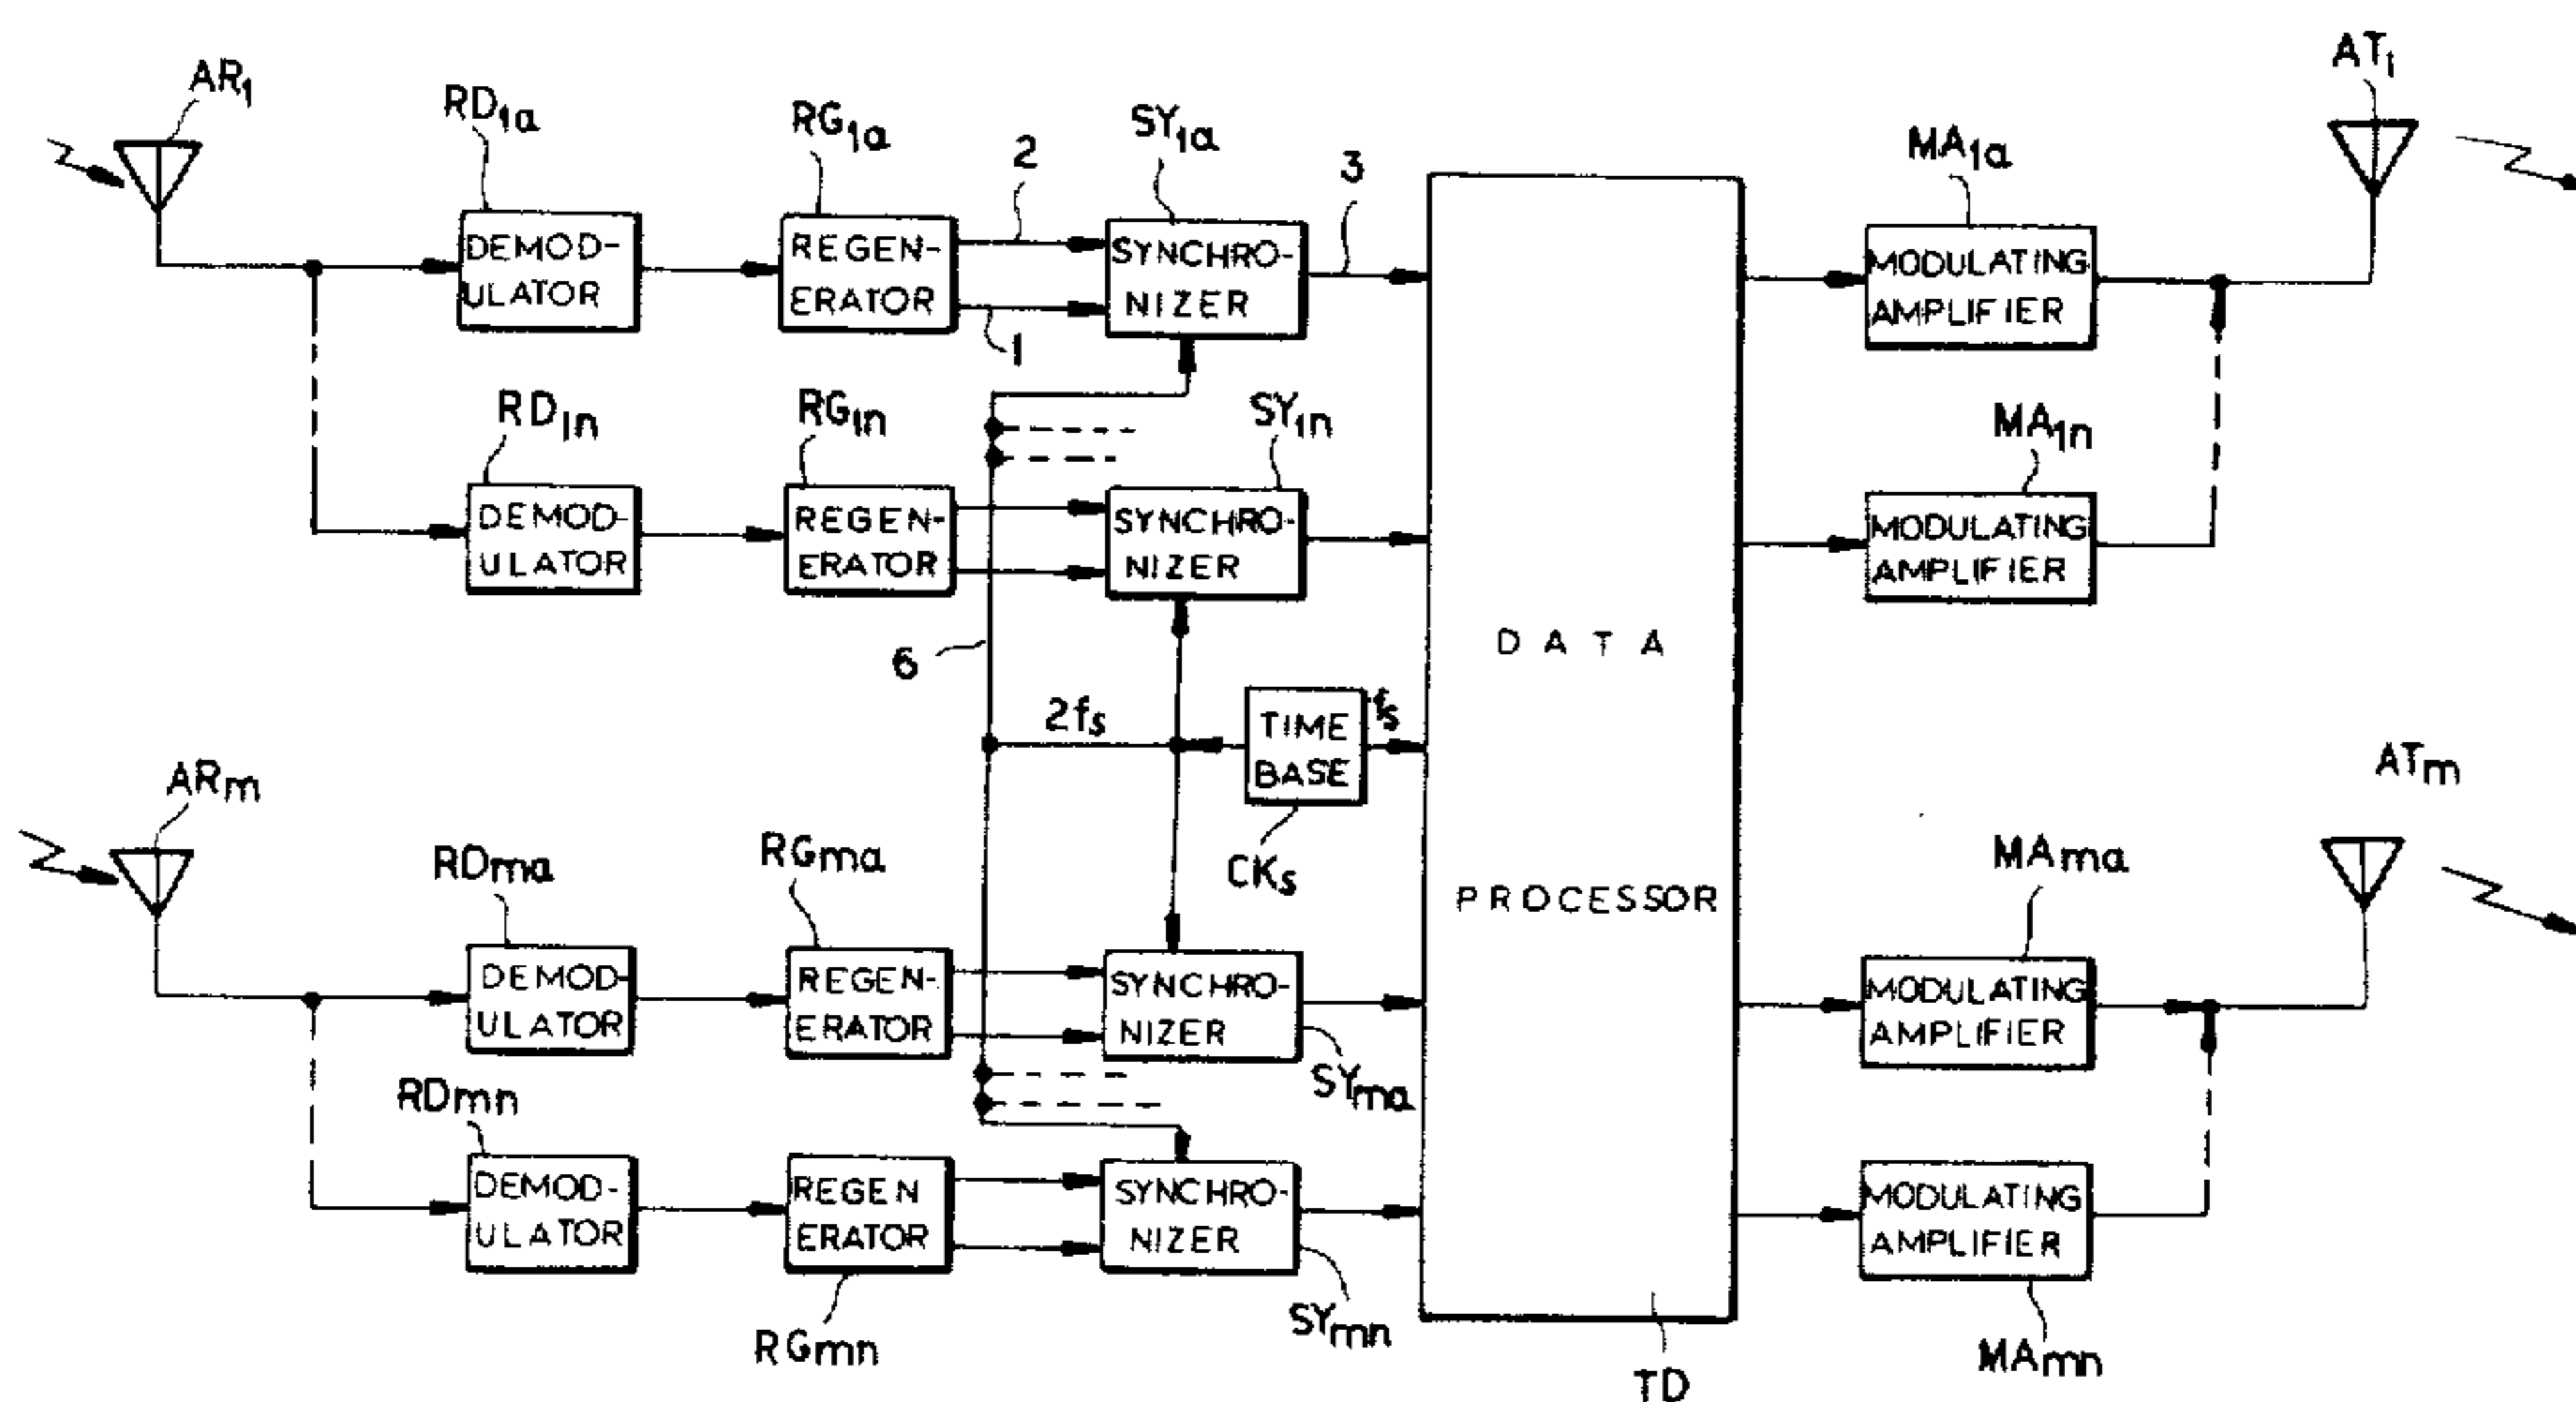 AR1
RD1a
RG1a
2
SY1a
3
MA1a
AT1
DEMOD-
ULATOR
REGEN-
ERATOR
1
SYNCHRO-
NIZER
MODULATING
AMPLIFIER
RD1n
RG1n
SY1n
MA1n
DEMOD-
ULATOR
REGEN-
ERATOR
SYNCHRO-
NIZER
MODULATING
AMPLIFIER
6
2fs
TIME
BASE
fs
CKs
DATA
PROCESSOR
TD
ARm
RDma
RGma
MAma
ATm
DEMOD-
ULATOR
REGEN-
ERATOR
SYNCHRO-
NIZER
SYma
MODULATING
AMPLIFIER
RDmn
DEMOD-
ULATOR
REGEN
ERATOR
SYNCHRO-
NIZER
MODULATING
AMPLIFIER
RGmn
SYmn
MAmn